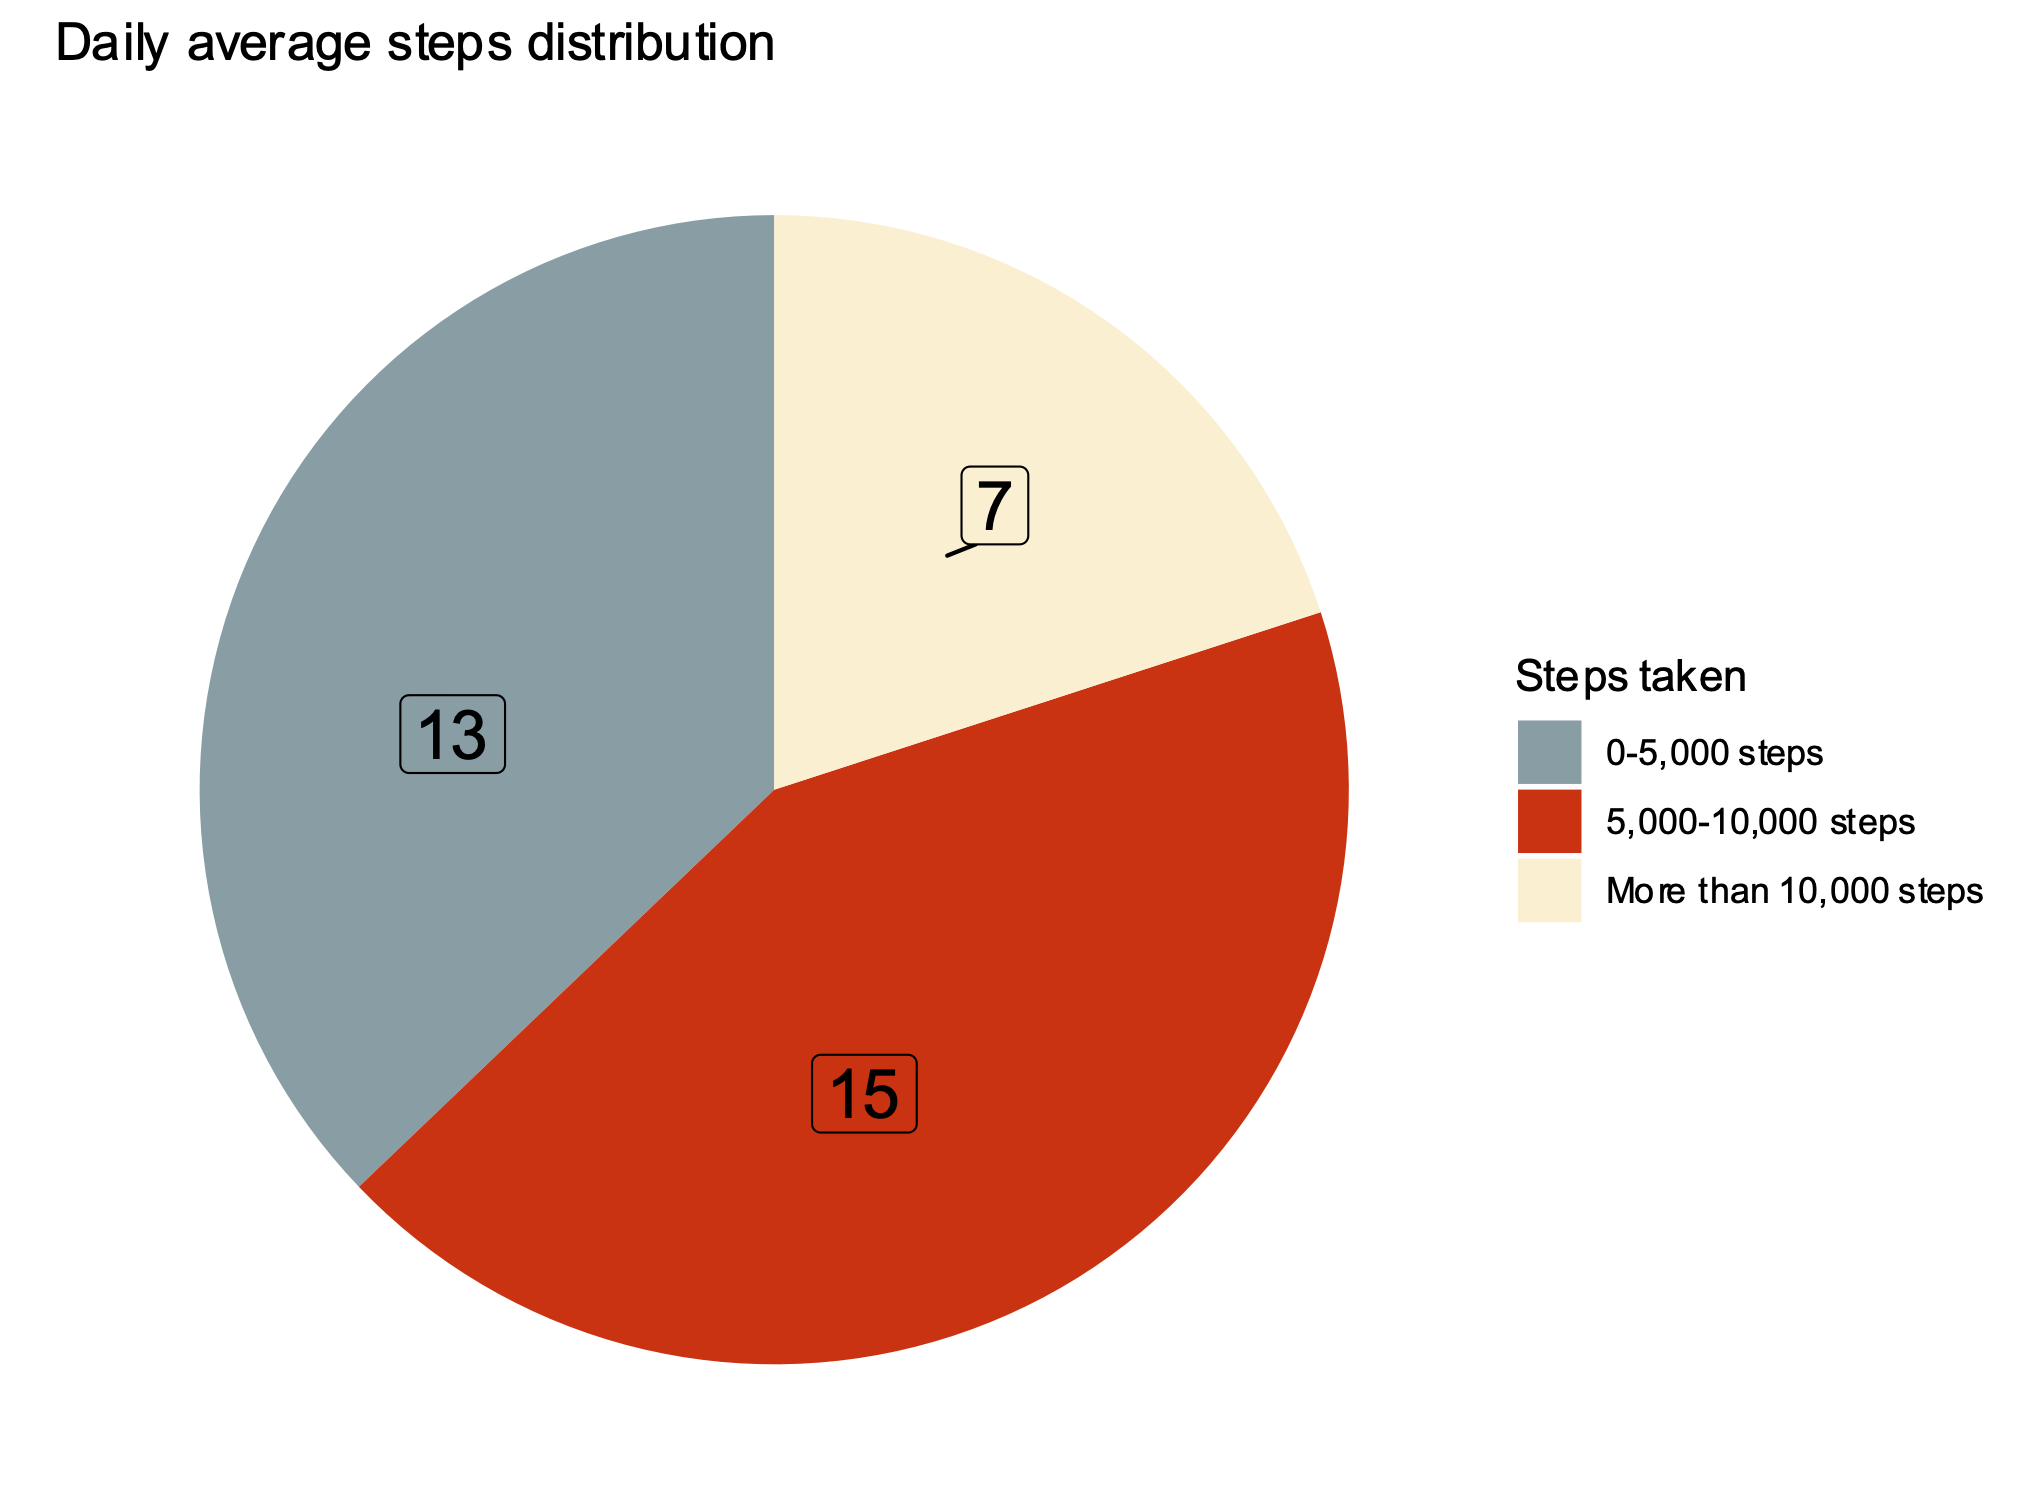 Daily average steps distribution
7
13
15
Steps taken
0-5,000 steps
5,000-10,000 steps
More than 10,000 steps